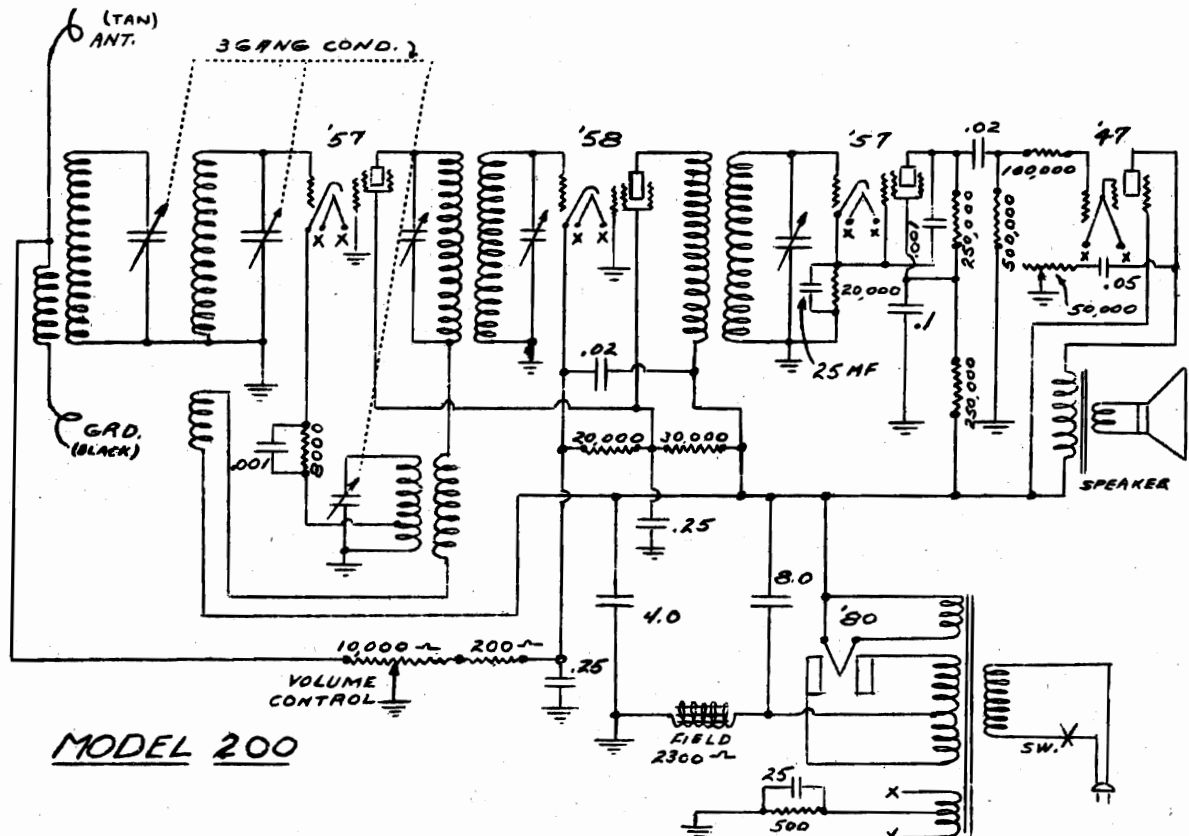 (TAN)
ANT.
3 GANG COND. 2
'57
'58
'57
.02
'47
100,000
.001
250,000
500,000
X X
X X
X X
X X
20,000
.05
50,000
.1
25 MF
.02
GRD.
(BLACK)
.001
8000
20,000
30,000
250,000
SPEAKER
.25
8.0
4.0
'80
10,000 Ω
200 Ω
.25
VOLUME
CONTROL
FIELD
2300 Ω
SW.
MODEL 200
25
500
X
X